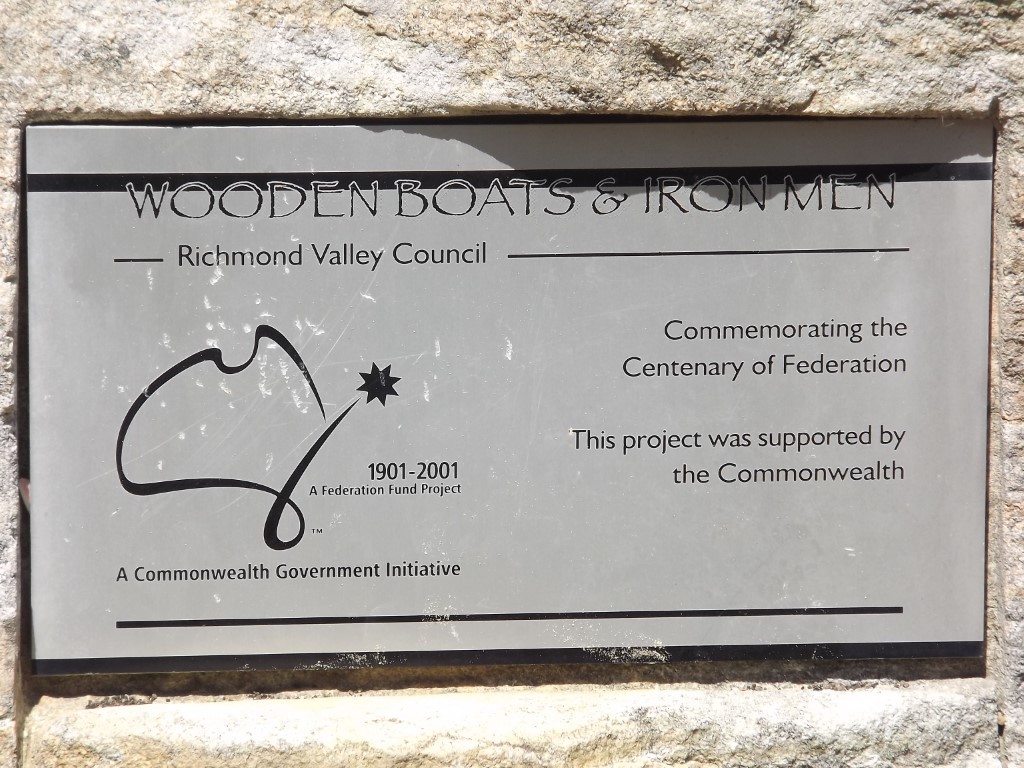 WOODEN BOATS & IRON MEN
Richmond Valley Council
Commemorating the
Centenary of Federation
This project was supported by
the Commonwealth
1901-2001
A Federation Fund Project
TM
A Commonwealth Government Initiative